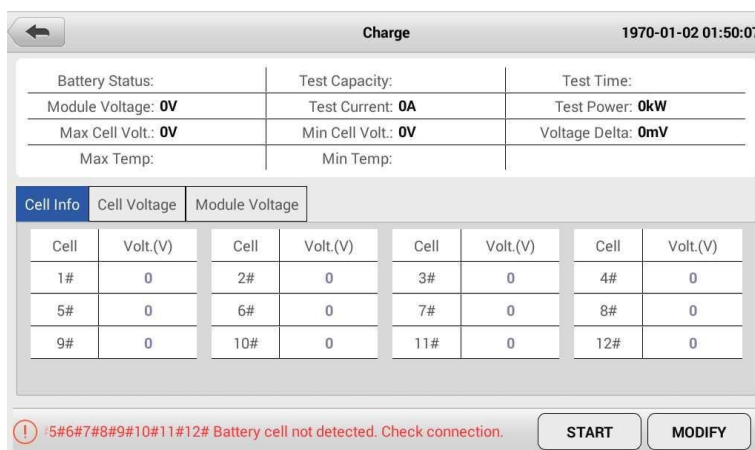 Charge 1970-01-02 01:50:07
Battery Status: Test Capacity: Test Time:
Module Voltage: 0V Test Current: 0A Test Power: 0kW
Max Cell Volt.: 0V Min Cell Volt.: 0V Voltage Delta: 0mV
Max Temp: Min Temp:
Cell Info Cell Voltage Module Voltage
Cell Volt.(V) Cell Volt.(V) Cell Volt.(V) Cell Volt.(V)
1# 0 2# 0 3# 0 4# 0
5# 0 6# 0 7# 0 8# 0
9# 0 10# 0 11# 0 12# 0
5#6#7#8#9#10#11#12# Battery cell not detected. Check connection. START MODIFY